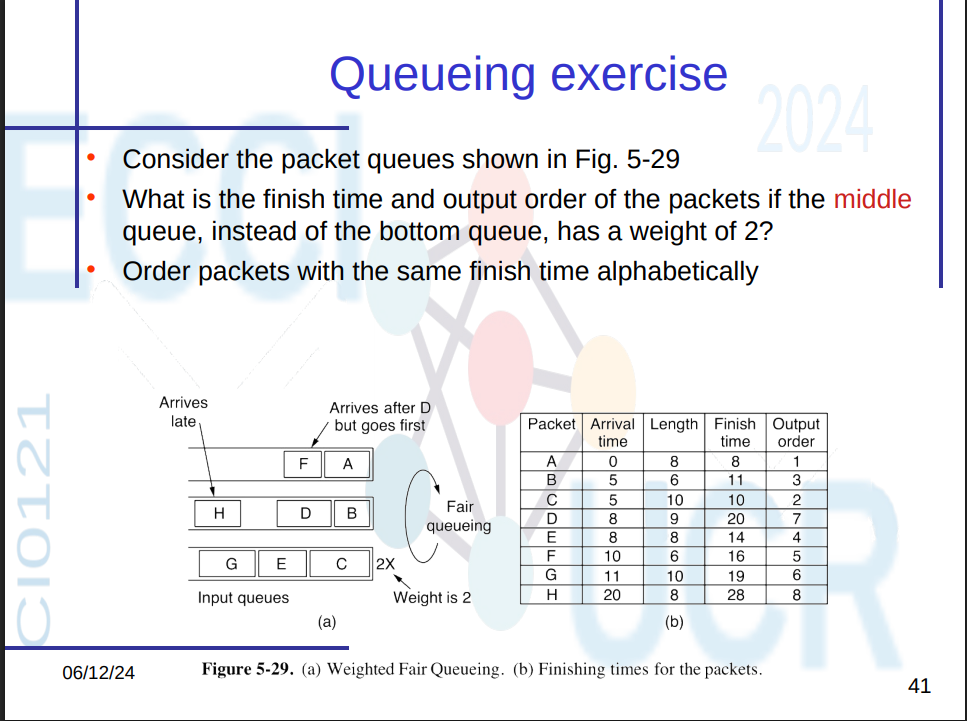 Queueing exercise
2024
ECCI
• Consider the packet queues shown in Fig. 5-29
• What is the finish time and output order of the packets if the middle
queue, instead of the bottom queue, has a weight of 2?
• Order packets with the same finish time alphabetically
CI0121
UCR
Arrives
late
Arrives after D
but goes first
F A
H D B
G E C 2X
Fair
queueing
Input queues
Weight is 2
(a)
Packet Arrival time Length Finish time Output order
A 0 8 8 1
B 5 6 11 3
C 5 10 10 2
D 8 9 20 7
E 8 8 14 4
F 10 6 16 5
G 11 10 19 6
H 20 8 28 8
(b)
Figure 5-29. (a) Weighted Fair Queueing. (b) Finishing times for the packets.
06/12/24
41